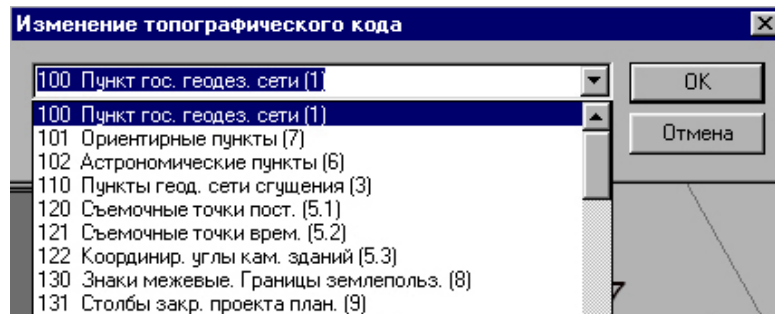 Изменение топографического кода
100 Пункт гос. геодез. сети (1)
OK
100 Пункт гос. геодез. сети (1)
101 Ориентирные пункты (7)
Отмена
102 Астрономические пункты (6)
110 Пункты геод. сети сгущения (3)
120 Съемочные точки пост. (5.1)
121 Съемочные точки врем. (5.2)
122 Координир. углы кам. зданий (5.3)
130 Знаки межевые. Границы землепольз. (8)
131 Столбы закр. проекта план. (9)